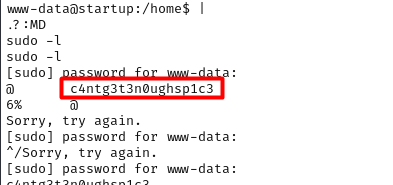 www-data@startup:/home$ |
.?:MD
sudo -l
sudo -l
[sudo] password for www-data:
@ c4ntg3t3n0ughsp1c3
6% @
Sorry, try again.
[sudo] password for www-data:
^/Sorry, try again.
[sudo] password for www-data:
c4ntg3t3n0ughsp1c3